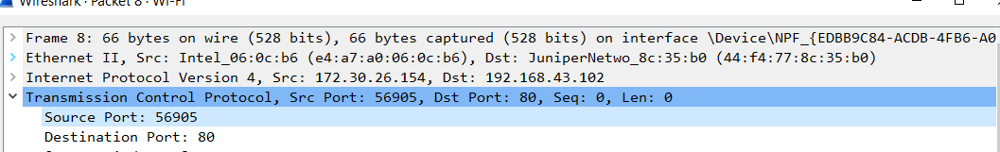 Wireshark · Packet 8 · Wi-Fi
Frame 8: 66 bytes on wire (528 bits), 66 bytes captured (528 bits) on interface \Device\NPF_{EDBB9C84-ACDB-4FB6-A0
Ethernet II, Src: Intel_06:0c:b6 (e4:a7:a0:06:0c:b6), Dst: JuniperNetwo_8c:35:b0 (44:f4:77:8c:35:b0)
Internet Protocol Version 4, Src: 172.30.26.154, Dst: 192.168.43.102
Transmission Control Protocol, Src Port: 56905, Dst Port: 80, Seq: 0, Len: 0
Source Port: 56905
Destination Port: 80